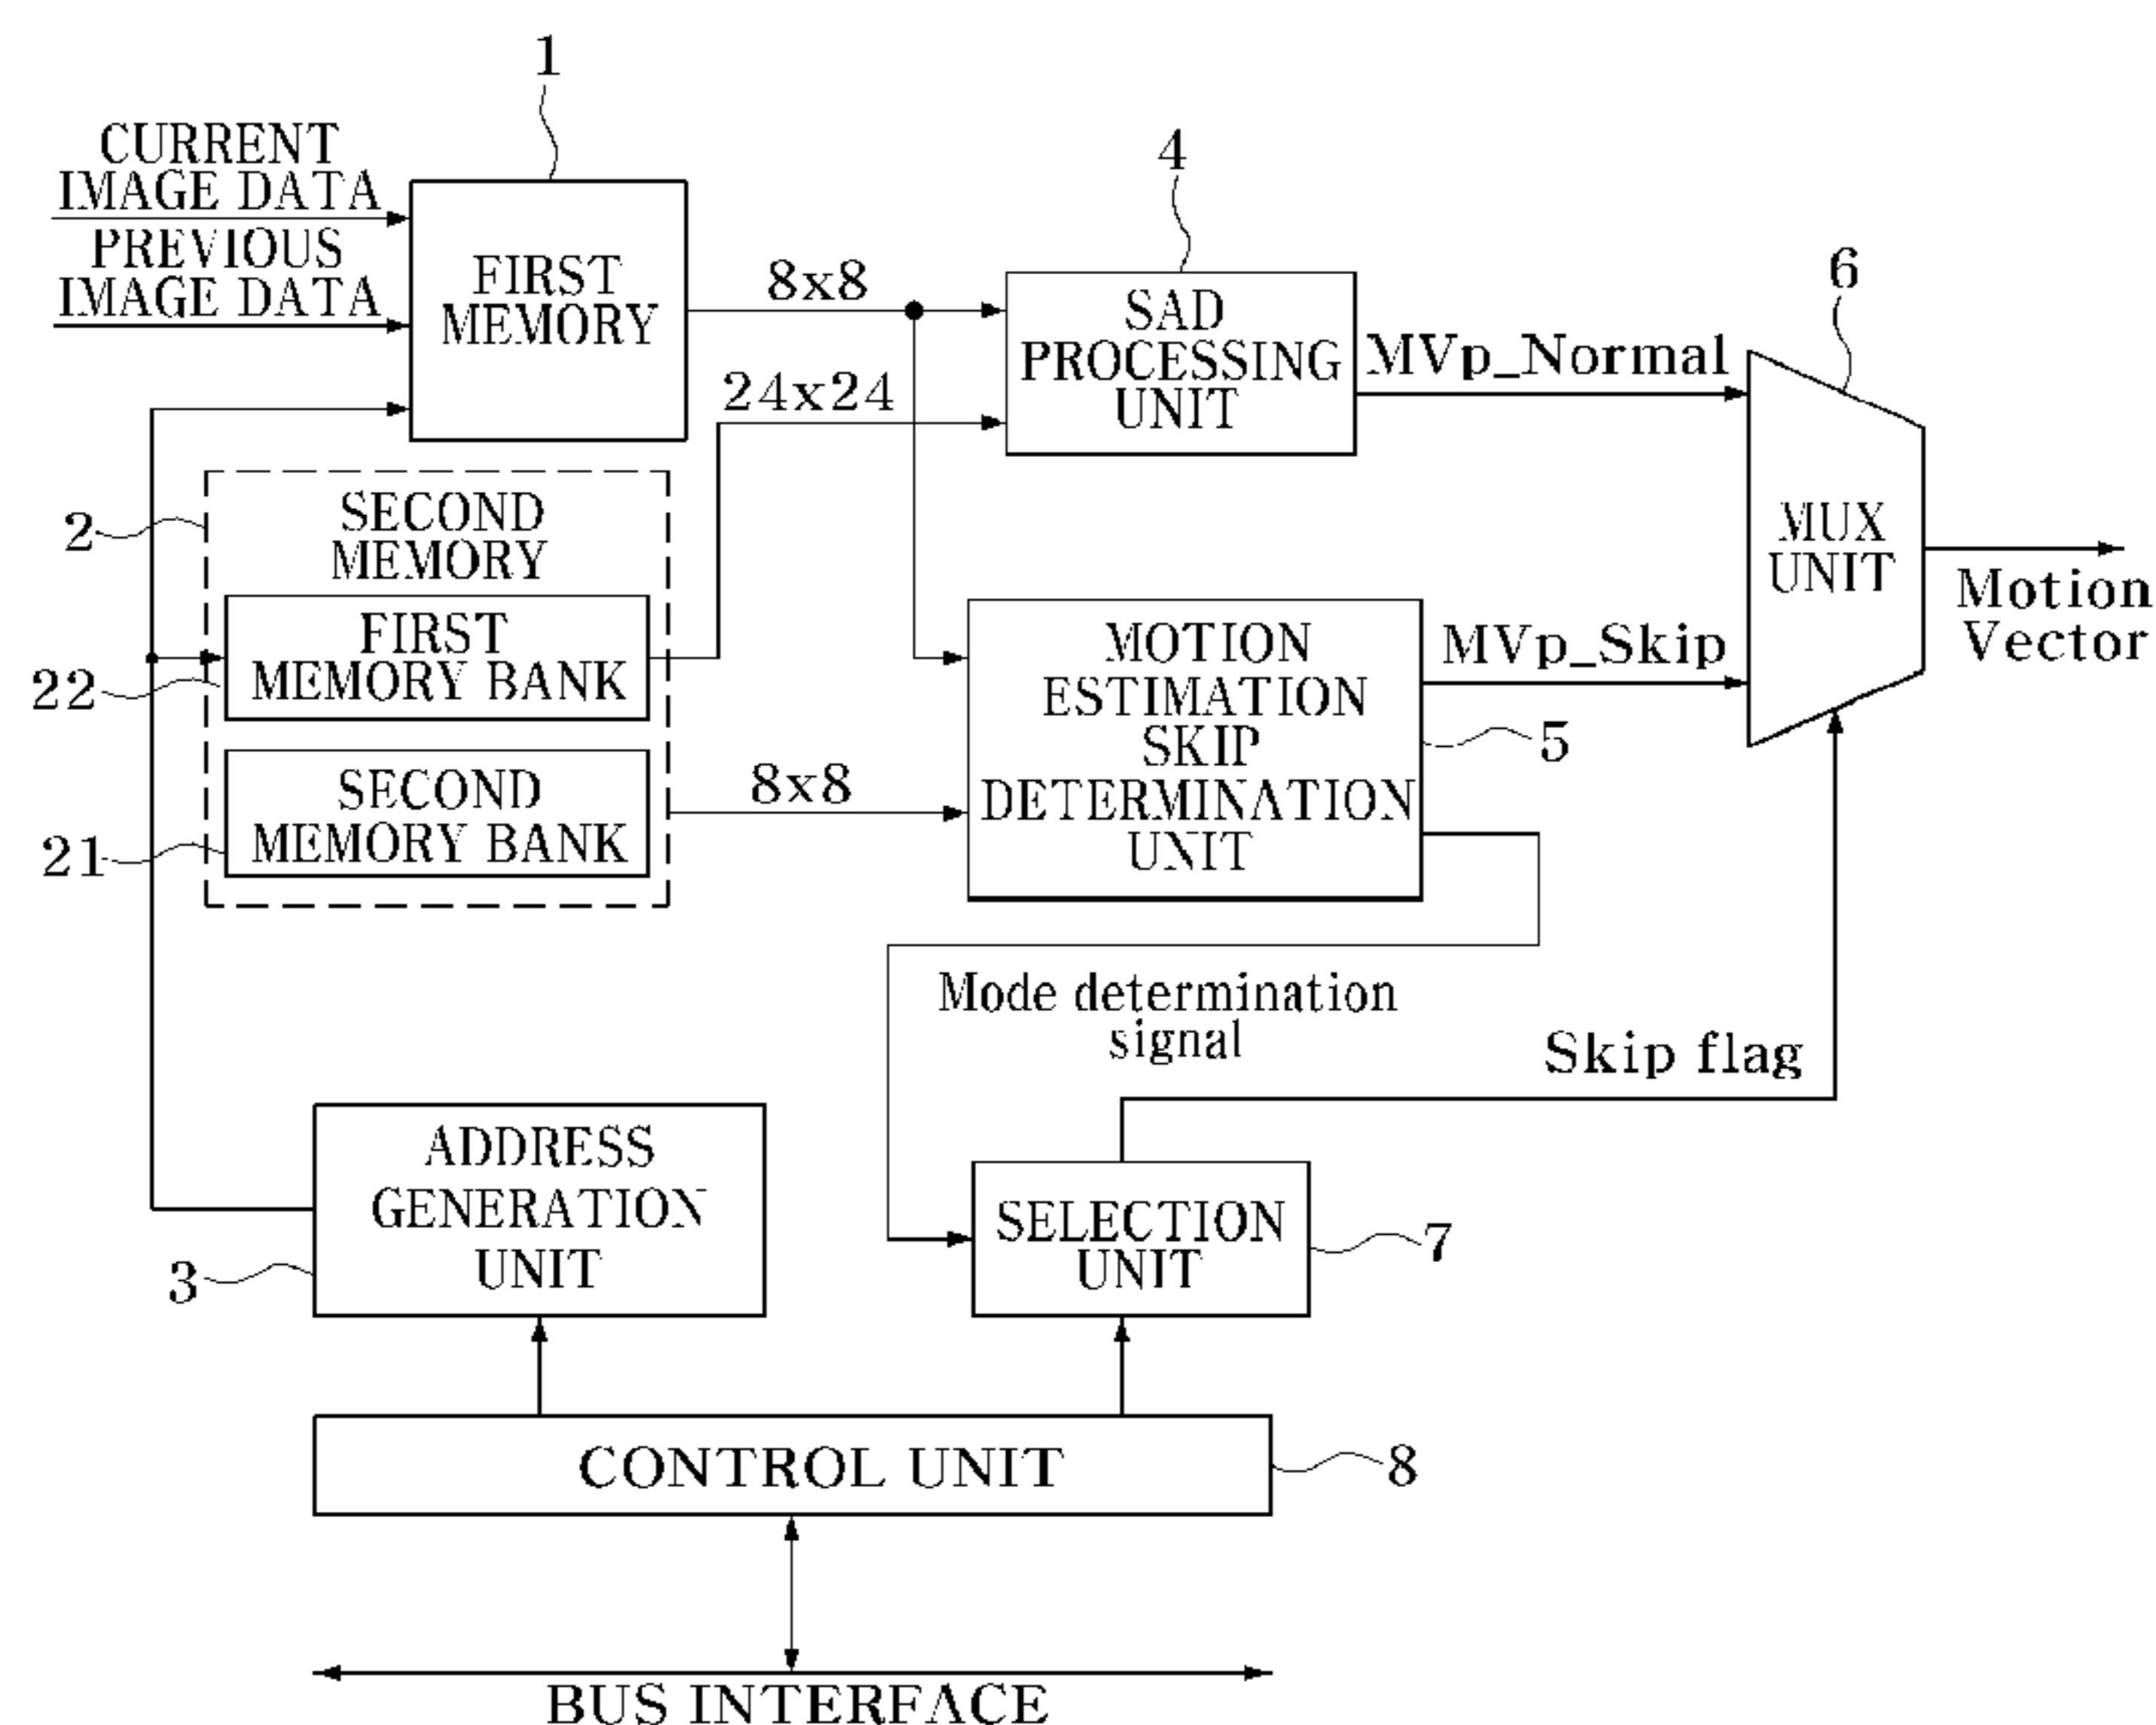 1
CURRENT
IMAGE DATA
PREVIOUS
IMAGE DATA
FIRST
MEMORY
8x8
24x24
4
SAD
PROCESSING
UNIT
MVp_Normal
6
MUX
UNIT
Motion
Vector
2
SECOND
MEMORY
FIRST
MEMORY BANK
22
SECOND
MEMORY BANK
21
8x8
MOTION
ESTIMATION
SKIP
DETERMINATION
UNIT
MVp_Skip
5
Mode determination
signal
Skip flag
ADDRESS
GENERATION
UNIT
3
SELECTION
UNIT
7
CONTROL UNIT
8
BUS INTERFACE